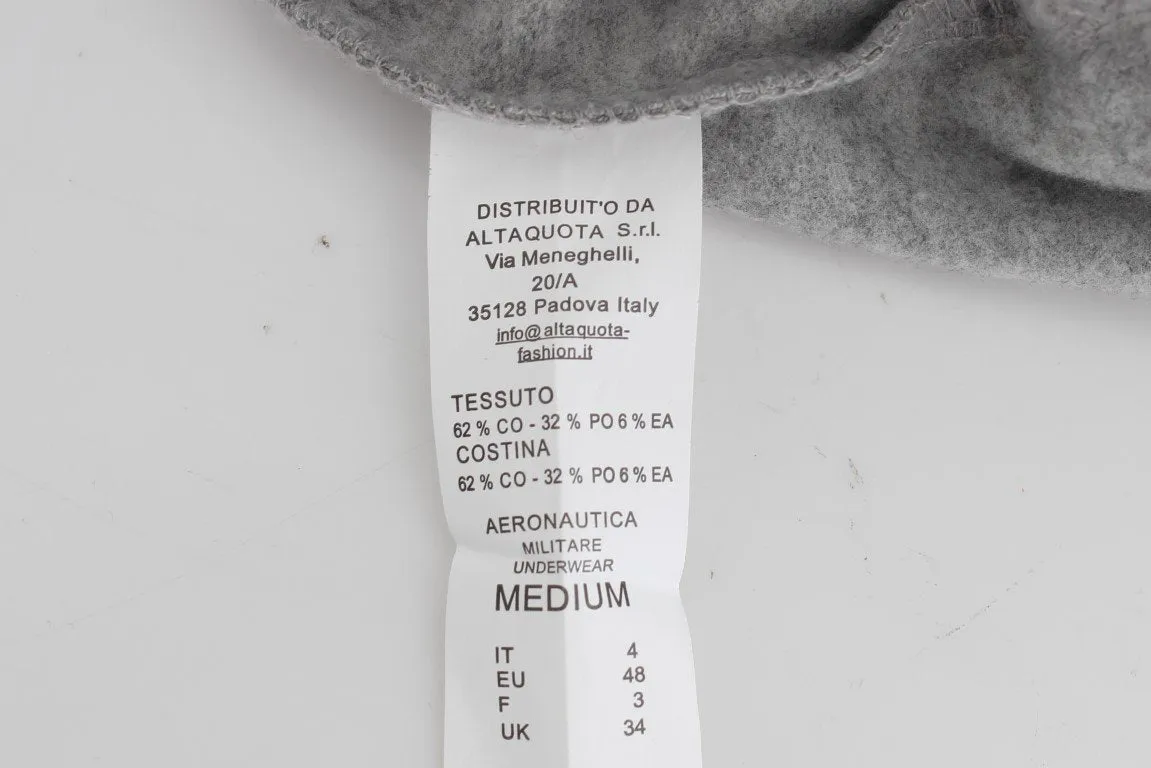 DISTRIBUIT'O DA
ALTAQUOTA S.r.l.
Via Meneghelli,
20/A
35128 Padova Italy
info@altaquota-
fashion.it
TESSUTO
62 % CO - 32 % PO 6 % EA
COSTINA
62 % CO - 32 % PO 6 % EA
AERONAUTICA
MILITARE
UNDERWEAR
MEDIUM
IT 4
EU 48
F 3
UK 34